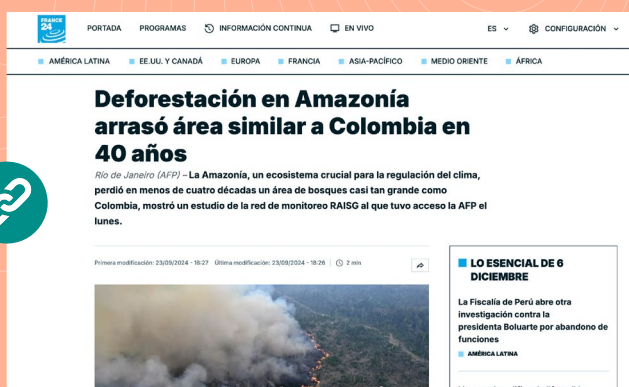 FRANCE
24
PORTADA PROGRAMAS INFORMACIÓN CONTINUA EN VIVO ES CONFIGURACIÓN
AMÉRICA LATINA EE.UU. Y CANADÁ EUROPA FRANCIA ASIA-PACÍFICO MEDIO ORIENTE ÁFRICA
Deforestación en Amazonía
arrasó área similar a Colombia en
40 años
Río de Janeiro (AFP) – La Amazonía, un ecosistema crucial para la regulación del clima,
perdió en menos de cuatro décadas un área de bosques casi tan grande como
Colombia, mostró un estudio de la red de monitoreo RAISG al que tuvo acceso la AFP el
lunes.
Primera modificación: 23/09/2024 - 18:27 Última modificación: 23/09/2024 - 18:26 2 min
LO ESENCIAL DE 6
DICIEMBRE
La Fiscalía de Perú abre otra
investigación contra la
presidenta Boluarte por abandono de
funciones
AMÉRICA LATINA